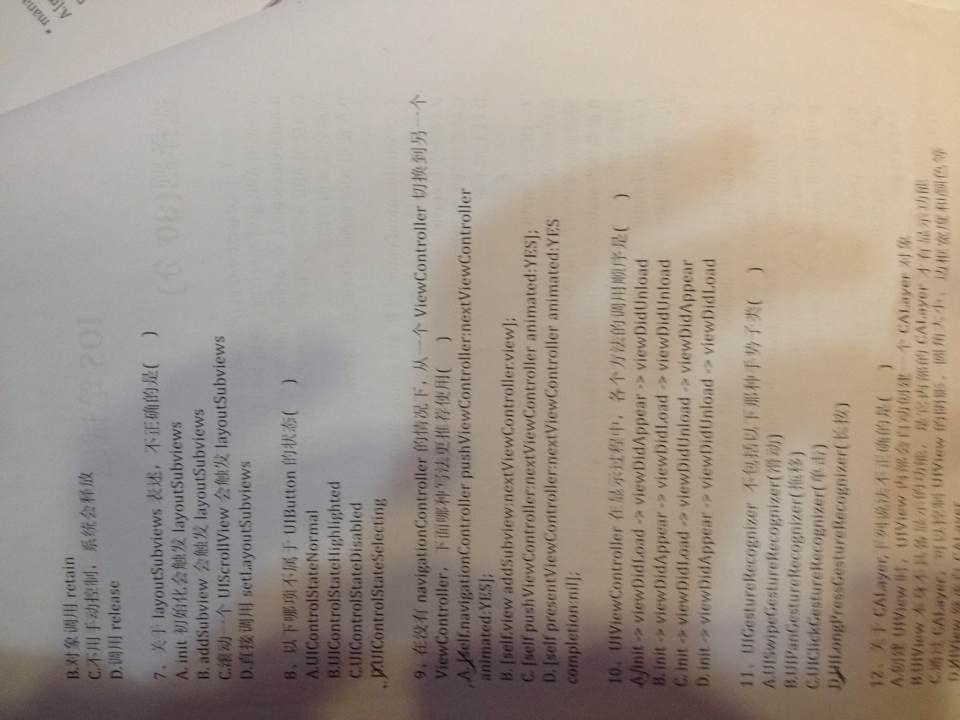 * mana
A.[
B.对象调用 retain
C.不用手动控制，系统会释放
D.调用 release
7、关于 layoutSubviews 表述，不正确的是( )
A. init 初始化会触发 layoutSubviews
B. addSubview 会触发 layoutSubviews
C.滚动一个 UIScrollView 会触发 layoutSubviews
D.直接调用 setLayoutSubviews
8、以下哪项不属于 UIButton 的状态( )
A.UIControlStateNormal
B.UIControlStateHighlighted
C.UIControlStateDisabled
D.UIControlStateSelecting
9、在没有 navigationController 的情况下，从一个 ViewController 切换到另一个
ViewController，下面哪种写法更推荐使用( )
A. [self.navigationController pushViewController:nextViewController
animated:YES];
B. [self.view addSubview:nextViewController.view];
C. [self pushViewController:nextViewController animated:YES];
D. [self presentViewController:nextViewController animated:YES
completion:nil];
10、UIViewController 在显示过程中，各个方法的调用顺序是( )
A. init -> viewDidLoad -> viewDidAppear -> viewDidUnload
B. init -> viewDidAppear -> viewDidLoad -> viewDidUnload
C. init -> viewDidLoad -> viewDidUnload -> viewDidAppear
D. init -> viewDidAppear -> viewDidUnload -> viewDidLoad
11、UIGestureRecognizer 不包括以下那种手势子类( )
A.UISwipeGestureRecognizer(滑动)
B.UIPanGestureRecognizer(拖移)
C.UIClickGestureRecognizer(单击)
D.UILongPressGestureRecognizer(长按)
12、关于 CALayer,下列说法不正确的是( )
A.创建 UIView 时，UIView 内部会自动创建一个 CALayer 对象
B.UIView 本身不具备显示的功能，是它内部的 CALayer 才有显示功能
C.通过 CALayer，可以控制 UIView 的阴影、圆角大小、边框宽度和颜色等
D.UIView 继承自 CALayer